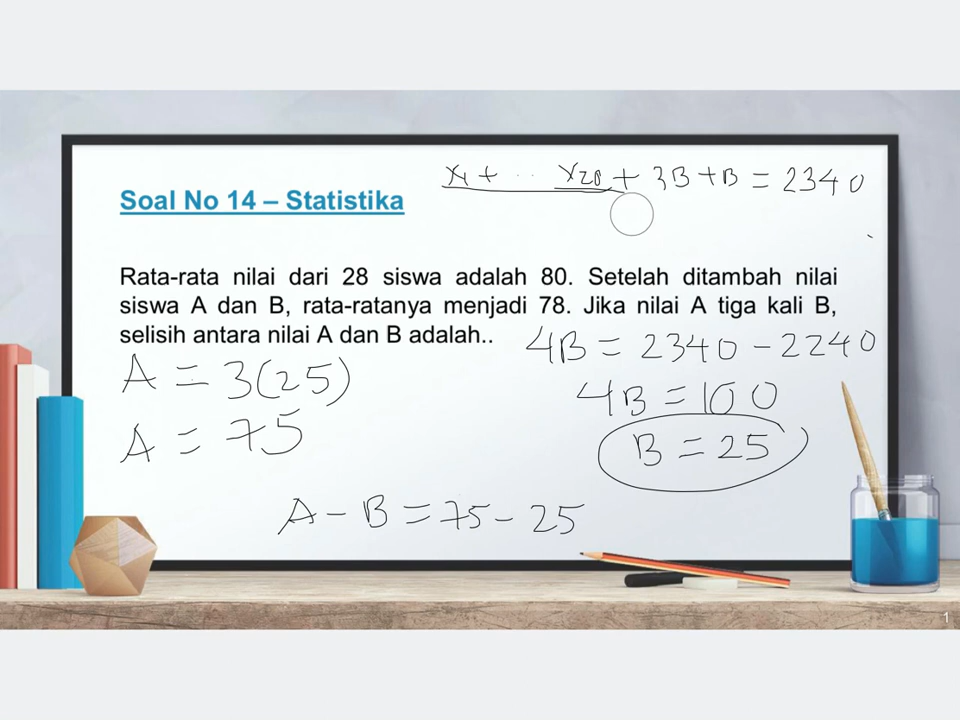 x₁ + .. x₂₈ + 3B + B = 2340
Soal No 14 – Statistika
Rata-rata nilai dari 28 siswa adalah 80. Setelah ditambah nilai
siswa A dan B, rata-ratanya menjadi 78. Jika nilai A tiga kali B,
selisih antara nilai A dan B adalah..
4B = 2340 - 2240
A = 3(25)
4B = 100
A = 75
B = 25
A - B = 75 - 25
1